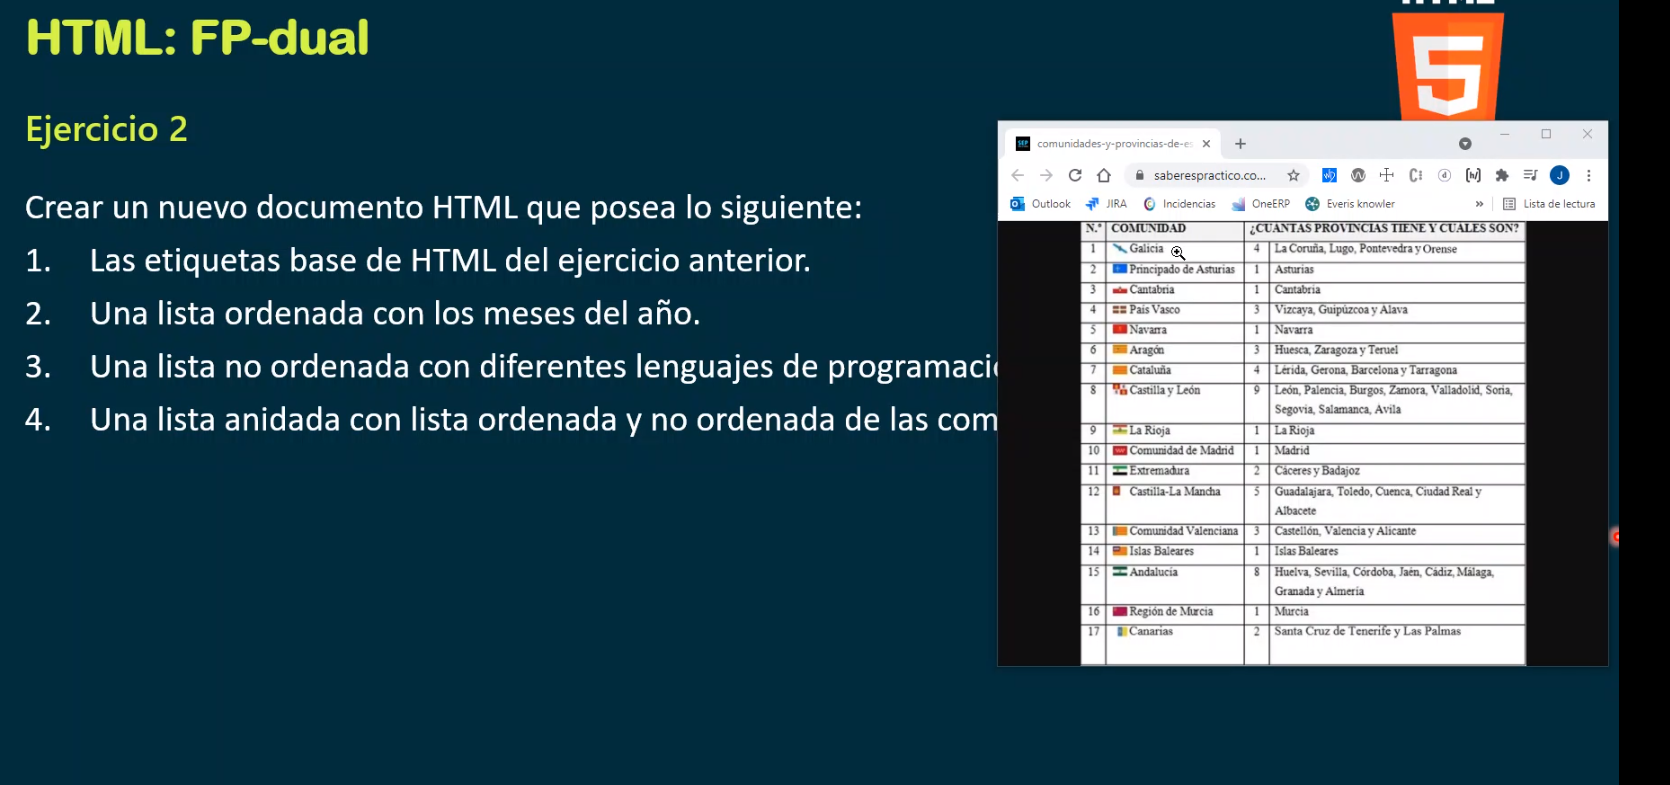 HTML: FP-dual
Ejercicio 2
Crear un nuevo documento HTML que posea lo siguiente:
1. Las etiquetas base de HTML del ejercicio anterior.
2. Una lista ordenada con los meses del año.
3. Una lista no ordenada con diferentes lenguajes de programaci
4. Una lista anidada con lista ordenada y no ordenada de las com
5
comunidades-y-provincias-de-es
saberespractico.co...
J
Outlook JIRA Incidencias OneERP Everis knowler » Lista de lectura
N.º COMUNIDAD ¿CUANTAS PROVINCIAS TIENE Y CUALES SON?
1 Galicia 4 La Coruña, Lugo, Pontevedra y Orense
2 Principado de Asturias 1 Asturias
3 Cantabria 1 Cantabria
4 País Vasco 3 Vizcaya, Guipúzcoa y Alava
5 Navarra 1 Navarra
6 Aragón 3 Huesca, Zaragoza y Teruel
7 Cataluña 4 Lérida, Gerona, Barcelona y Tarragona
8 Castilla y León 9 León, Palencia, Burgos, Zamora, Valladolid, Soria,
Segovia, Salamanca, Avila
9 La Rioja 1 La Rioja
10 Comunidad de Madrid 1 Madrid
11 Extremadura 2 Cáceres y Badajoz
12 Castilla-La Mancha 5 Guadalajara, Toledo, Cuenca, Ciudad Real y
Albacete
13 Comunidad Valenciana 3 Castellón, Valencia y Alicante
14 Islas Baleares 1 Islas Baleares
15 Andalucía 8 Huelva, Sevilla, Córdoba, Jaén, Cádiz, Málaga,
Granada y Almería
16 Región de Murcia 1 Murcia
17 Canarias 2 Santa Cruz de Tenerife y Las Palmas